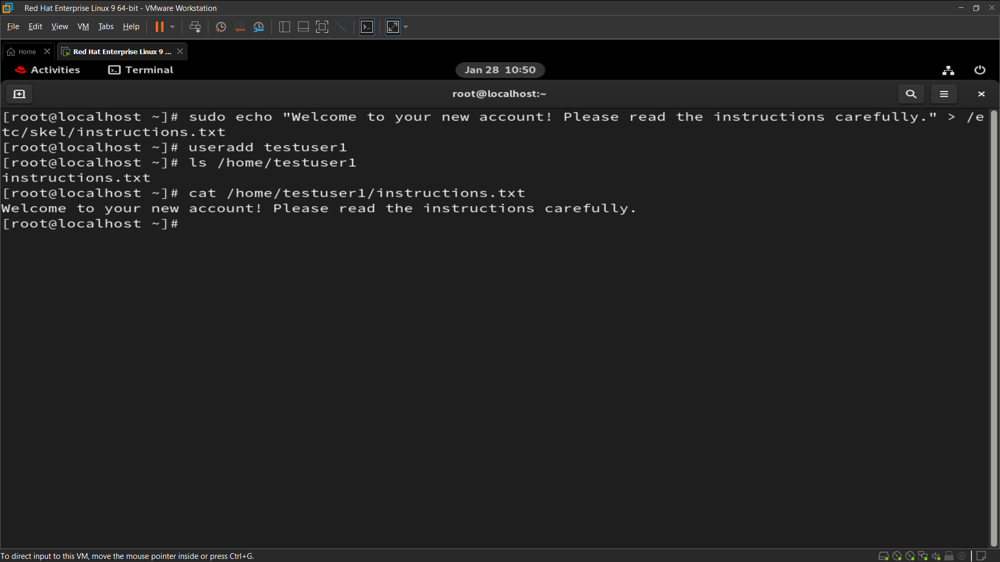 Red Hat Enterprise Linux 9 64-bit - VMware Workstation
File Edit View VM Tabs Help
Home Red Hat Enterprise Linux 9 ...
Activities Terminal Jan 28 10:50
root@localhost:~
[root@localhost ~]# sudo echo "Welcome to your new account! Please read the instructions carefully." > /e
tc/skel/instructions.txt
[root@localhost ~]# useradd testuser1
[root@localhost ~]# ls /home/testuser1
instructions.txt
[root@localhost ~]# cat /home/testuser1/instructions.txt
Welcome to your new account! Please read the instructions carefully.
[root@localhost ~]#
To direct input to this VM, move the mouse pointer inside or press Ctrl+G.